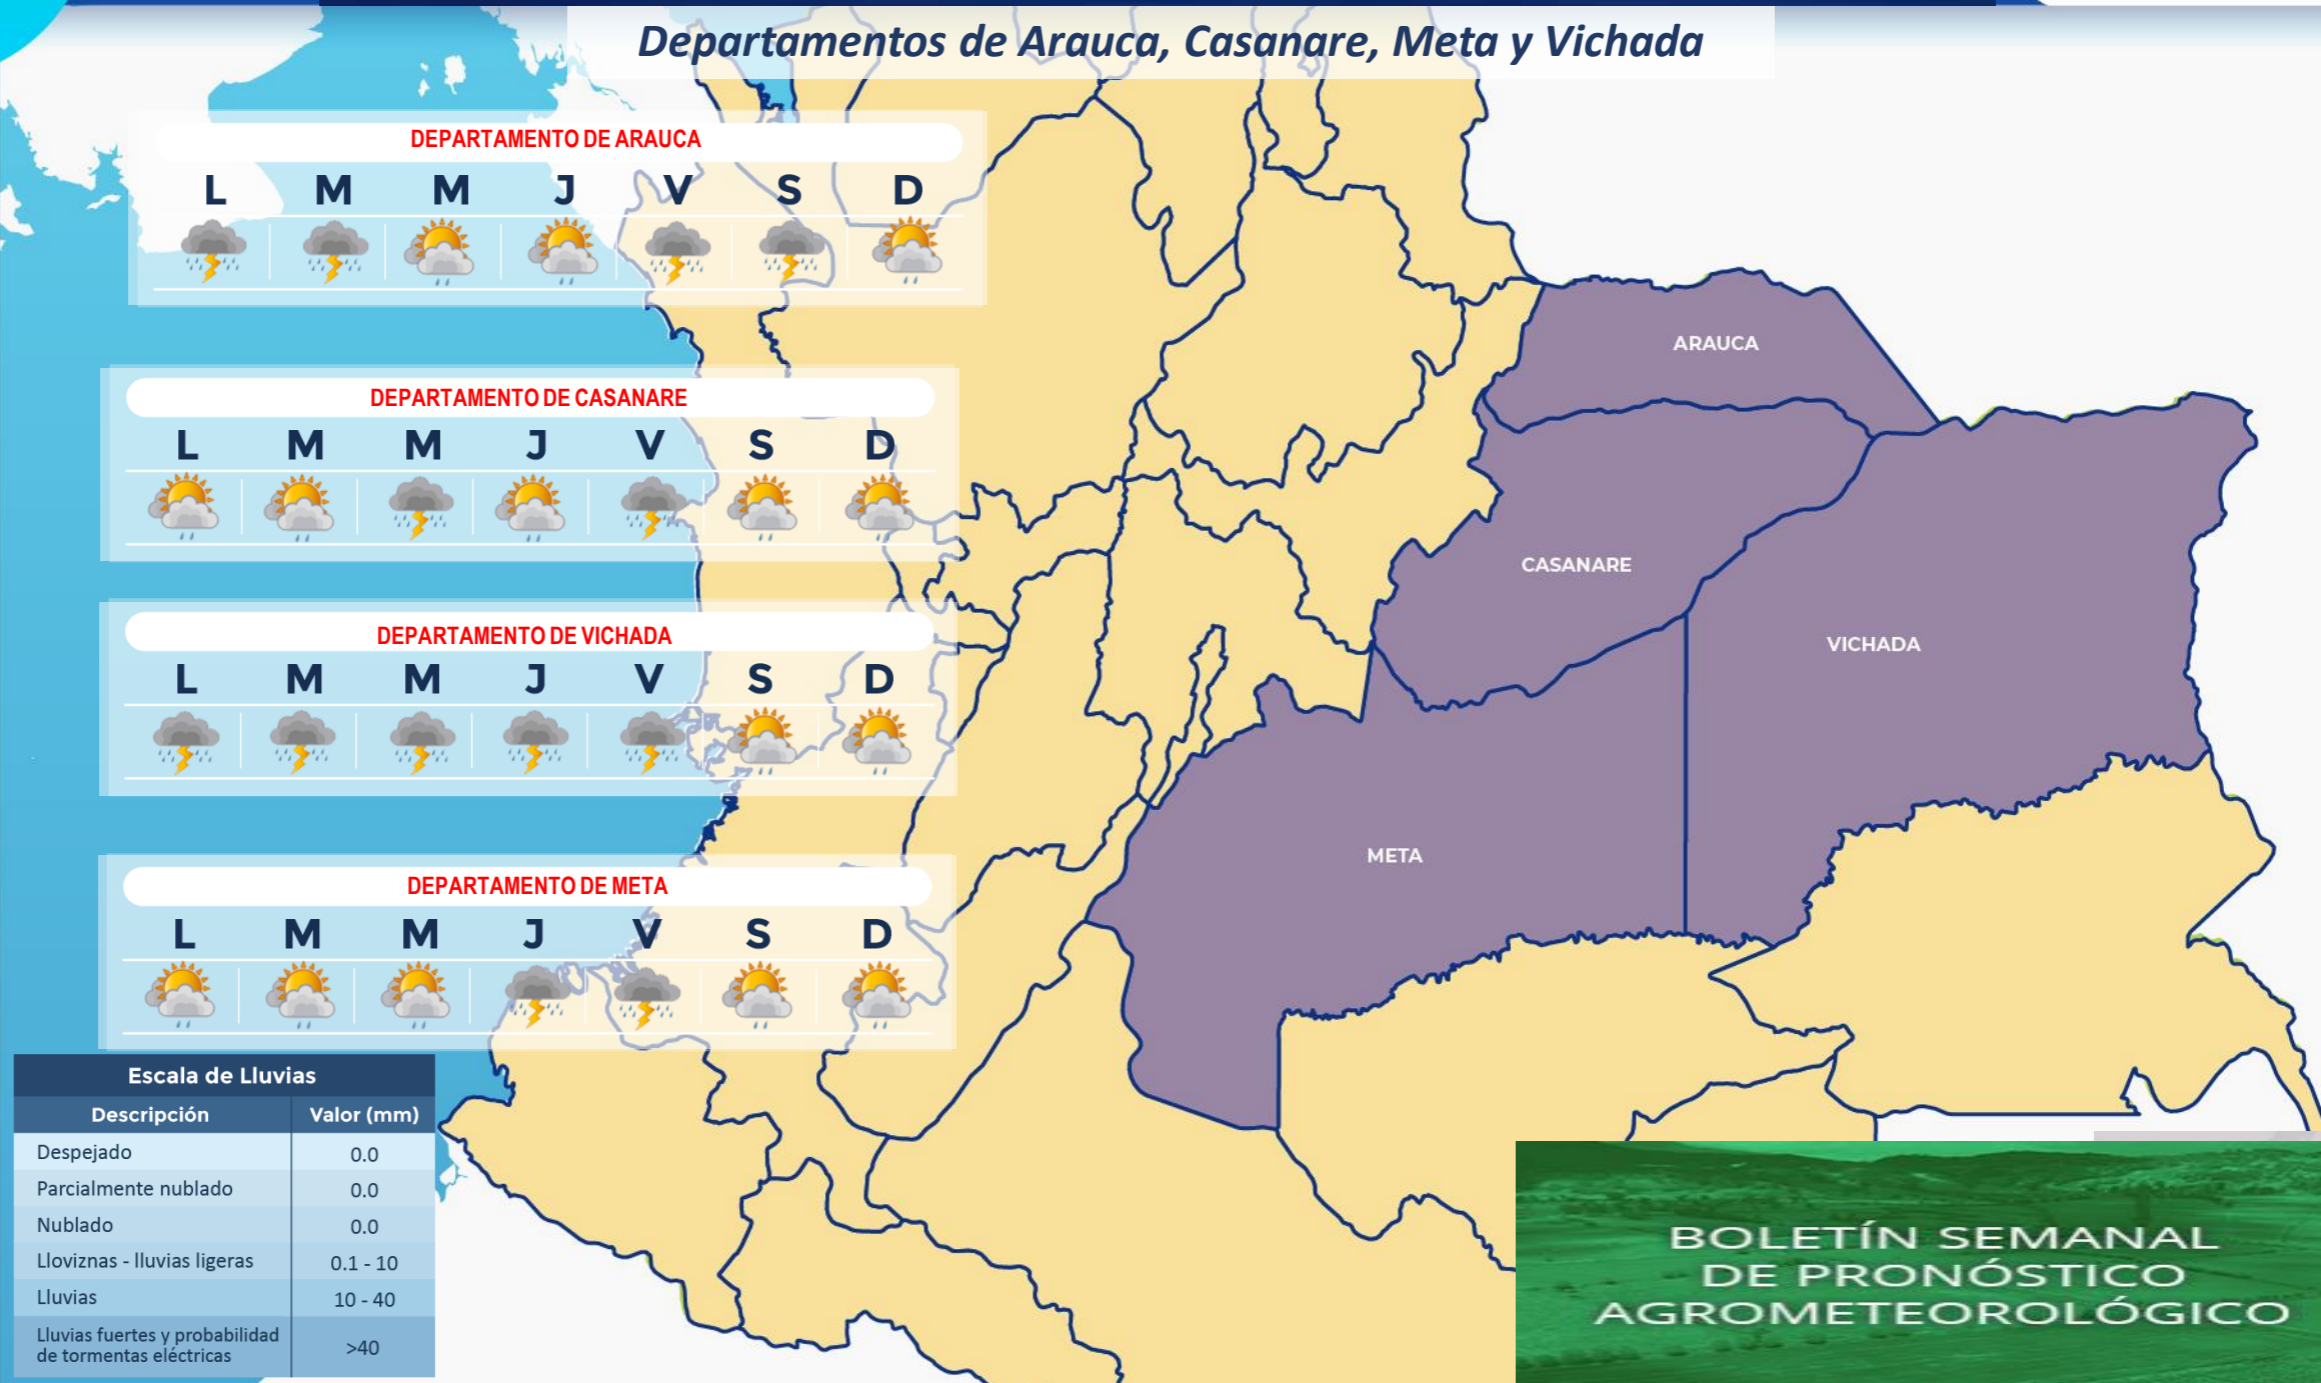 Departamentos de Arauca, Casanare, Meta y Vichada
DEPARTAMENTO DE ARAUCA
L M M J V S D
DEPARTAMENTO DE CASANARE
L M M J V S D
DEPARTAMENTO DE VICHADA
L M M J V S D
DEPARTAMENTO DE META
L M M J V S D
ARAUCA
CASANARE
VICHADA
META
Escala de Lluvias
Descripción Valor (mm)
Despejado 0.0
Parcialmente nublado 0.0
Nublado 0.0
Lloviznas - lluvias ligeras 0.1 - 10
Lluvias 10 - 40
Lluvias fuertes y probabilidad
de tormentas eléctricas >40
BOLETÍN SEMANAL
DE PRONÓSTICO
AGROMETEOROLÓGICO